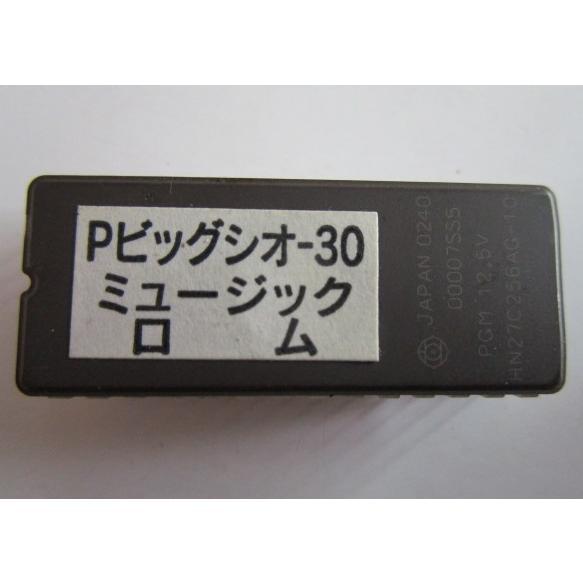 Pビッグシオ-30
ミュージック
ロム
JAPAN 0240
00007SS5
PGM 12.5V
HN27C256AG-10